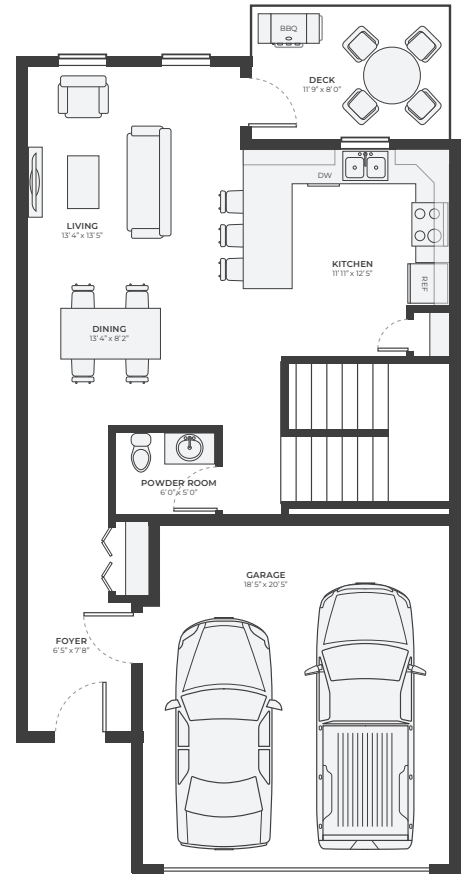 BBQ
DECK
11'9" x 8'0"
DW
LIVING
13'4" x 13'5"
KITCHEN
11'11" x 12'5"
REF
DINING
13'4" x 8'2"
POWDER ROOM
6'0" x 5'0"
GARAGE
18'5" x 20'5"
FOYER
6'5" x 7'8"